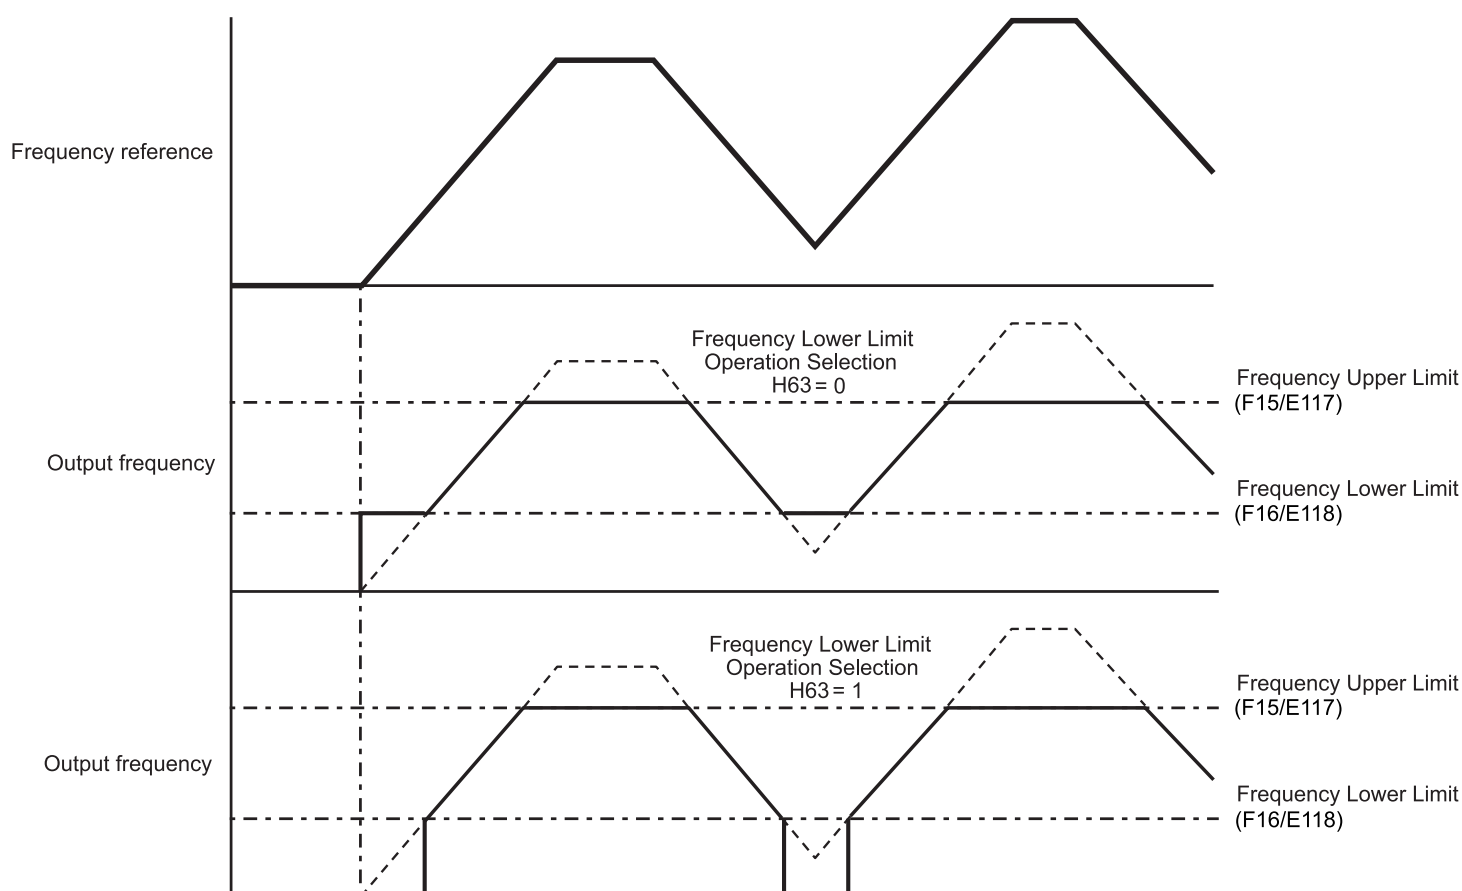 Frequency reference
Frequency Lower Limit
Operation Selection
H63 = 0
Frequency Upper Limit
(F15/E117)
Output frequency
Frequency Lower Limit
(F16/E118)
Frequency Lower Limit
Operation Selection
H63 = 1
Frequency Upper Limit
(F15/E117)
Output frequency
Frequency Lower Limit
(F16/E118)